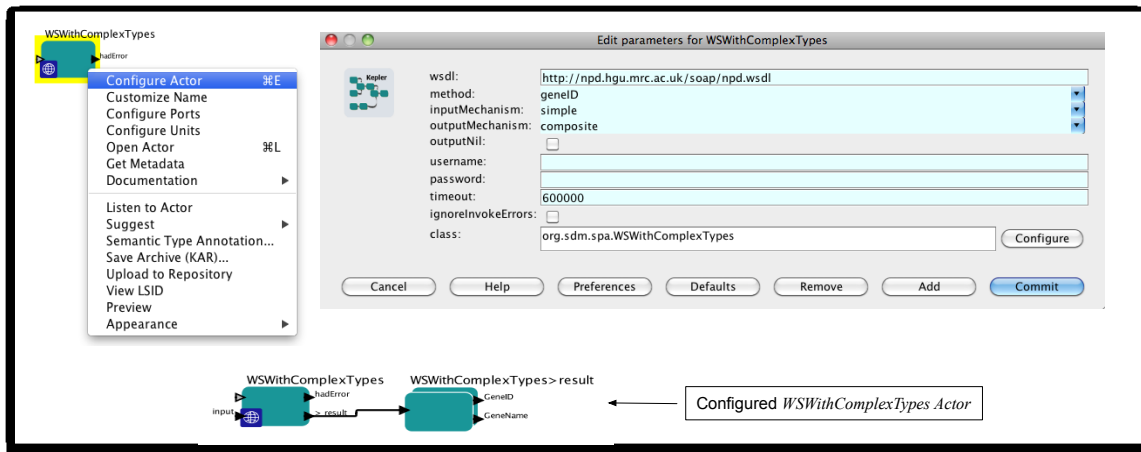 WSWithComplexTypes
hadError
Configure Actor ⌘E
Customize Name
Configure Ports
Configure Units
Open Actor ⌘L
Get Metadata
Documentation
Listen to Actor
Suggest
Semantic Type Annotation...
Save Archive (KAR)...
Upload to Repository
View LSID
Preview
Appearance
Edit parameters for WSWithComplexTypes
Kepler
wsdl: http://npd.hgu.mrc.ac.uk/soap/npd.wsdl
method: geneID
inputMechanism: simple
outputMechanism: composite
outputNil:
username:
password:
timeout: 600000
ignoreInvokeErrors:
class: org.sdm.spa.WSWithComplexTypes Configure
Cancel Help Preferences Defaults Remove Add Commit
WSWithComplexTypes WSWithComplexTypes>result
hadError GeneID
input > result GeneName
Configured WSWithComplexTypes Actor